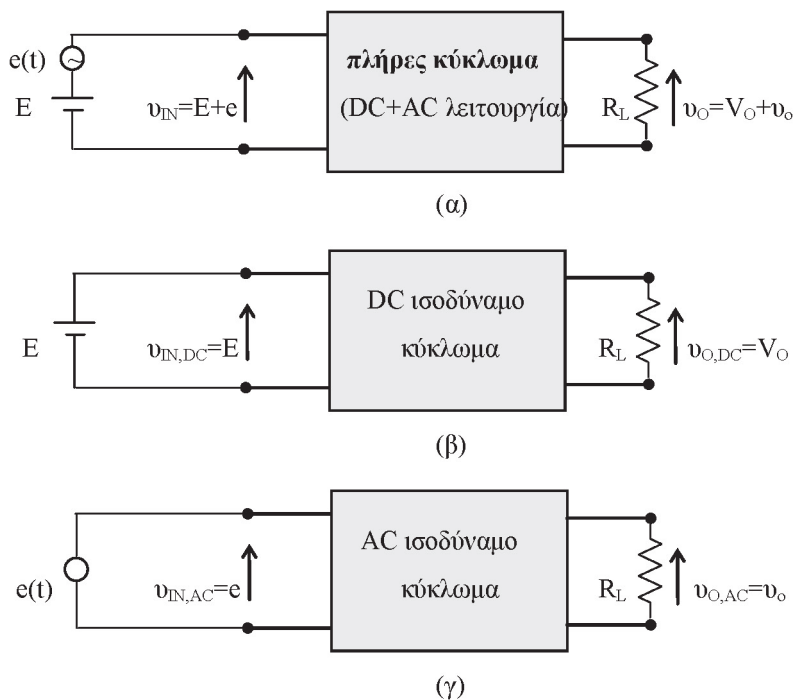 e(t)
E
υIN=E+e
πλήρες κύκλωμα
(DC+AC λειτουργία)
RL
υO=VO+υo
(α)
E
υIN,DC=E
DC ισοδύναμο
κύκλωμα
RL
υO,DC=VO
(β)
e(t)
υIN,AC=e
AC ισοδύναμο
κύκλωμα
RL
υO,AC=υo
(γ)